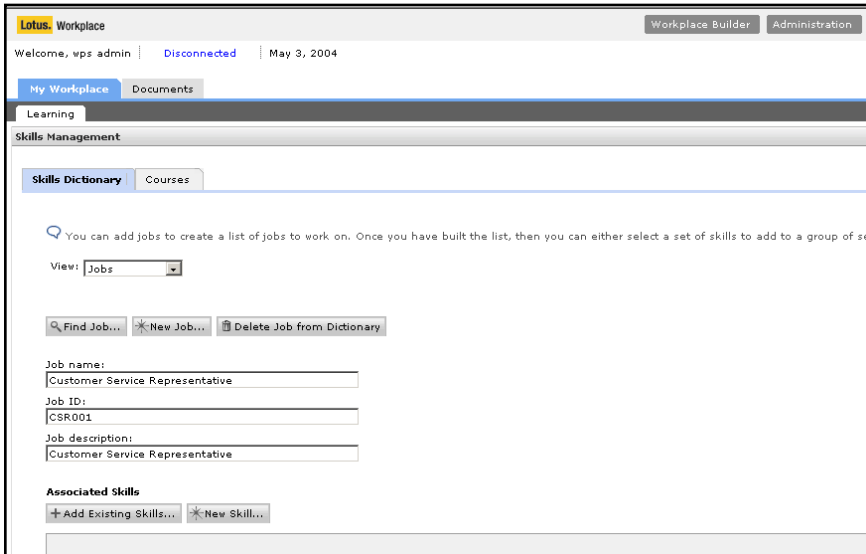 Lotus. Workplace Workplace Builder Administration
Welcome, wps admin Disconnected May 3, 2004
My Workplace Documents
Learning
Skills Management
Skills Dictionary Courses
You can add jobs to create a list of jobs to work on. Once you have built the list, then you can either select a set of skills to add to a group of se
View: Jobs
Find Job... New Job... Delete Job from Dictionary
Job name:
Customer Service Representative
Job ID:
CSR001
Job description:
Customer Service Representative
Associated Skills
Add Existing Skills... New Skill...